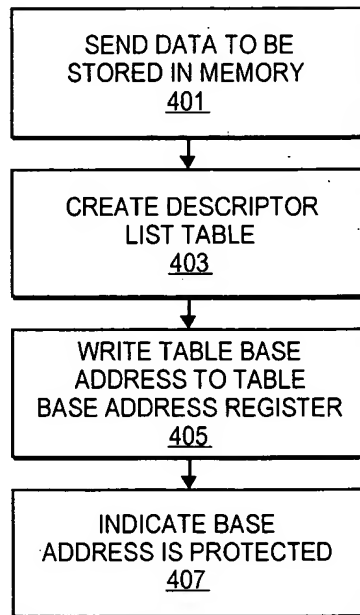 SEND DATA TO BE
STORED IN MEMORY
401
CREATE DESCRIPTOR
LIST TABLE
403
WRITE TABLE BASE
ADDRESS TO TABLE
BASE ADDRESS REGISTER
405
INDICATE BASE
ADDRESS IS PROTECTED
407